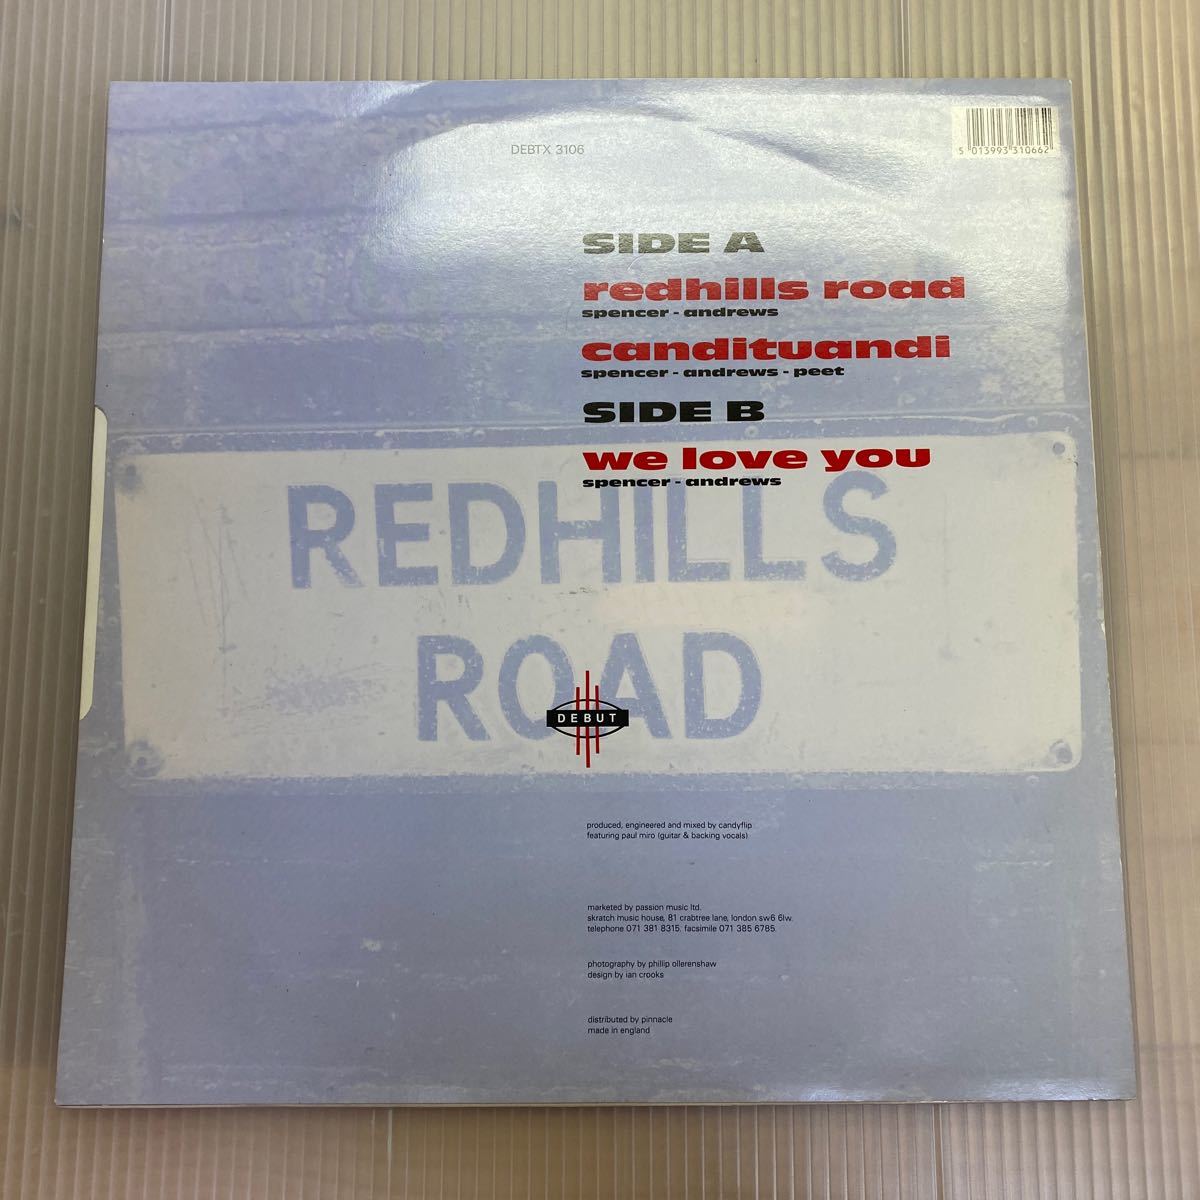 DEBTX 3106
5 013993 310662
SIDE A
redhills road
spencer - andrews
candituandi
spencer - andrews - peet
SIDE B
we love you
spencer - andrews
REDHILLS
ROAD
DEBUT
produced, engineered and mixed by candyflip
featuring paul miro (guitar & backing vocals)
marketed by passion music ltd.
skratch music house, 81 crabtree lane, london sw6 6lw.
telephone 071 381 8315. facsimile 071 385 6785.
photography by phillip ollerenshaw
design by ian crooks
distributed by pinnacle
made in england